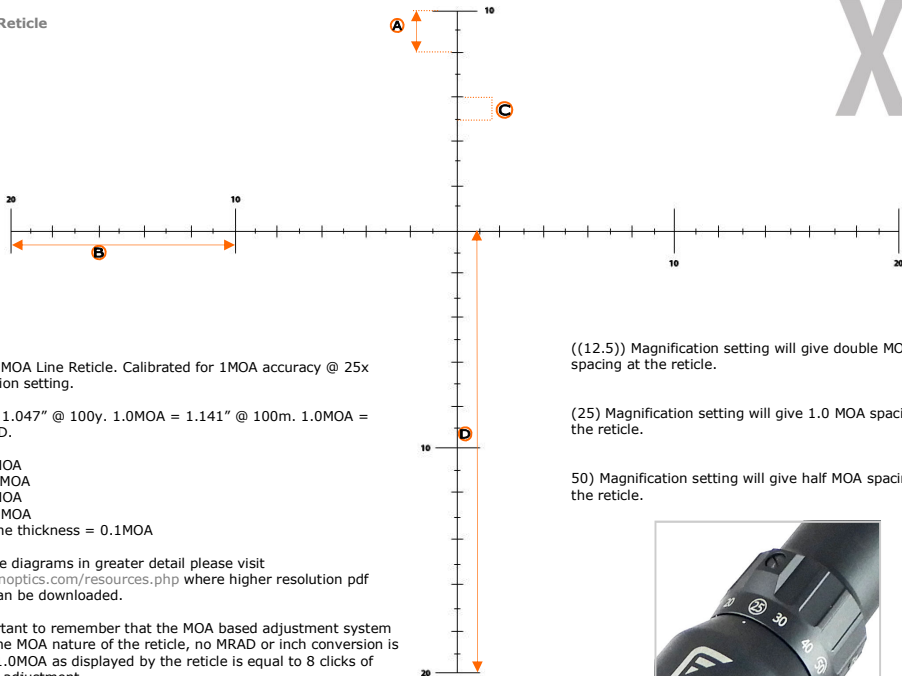 Reticle
X
A
10
C
20
10
B
10
20
MOA Line Reticle. Calibrated for 1MOA accuracy @ 25x
ion setting.
1.047” @ 100y. 1.0MOA = 1.141” @ 100m. 1.0MOA =
D.
MOA
MOA
MOA
MOA
ne thickness = 0.1MOA
e diagrams in greater detail please visit
noptics.com/resources.php where higher resolution pdf
an be downloaded.
rtant to remember that the MOA based adjustment system
he MOA nature of the reticle, no MRAD or inch conversion is
1.0MOA as displayed by the reticle is equal to 8 clicks of
adjustment
D
10
20
((12.5)) Magnification setting will give double MO
spacing at the reticle.
(25) Magnification setting will give 1.0 MOA spaci
the reticle.
50) Magnification setting will give half MOA spacin
the reticle.
20 25 30 40 50